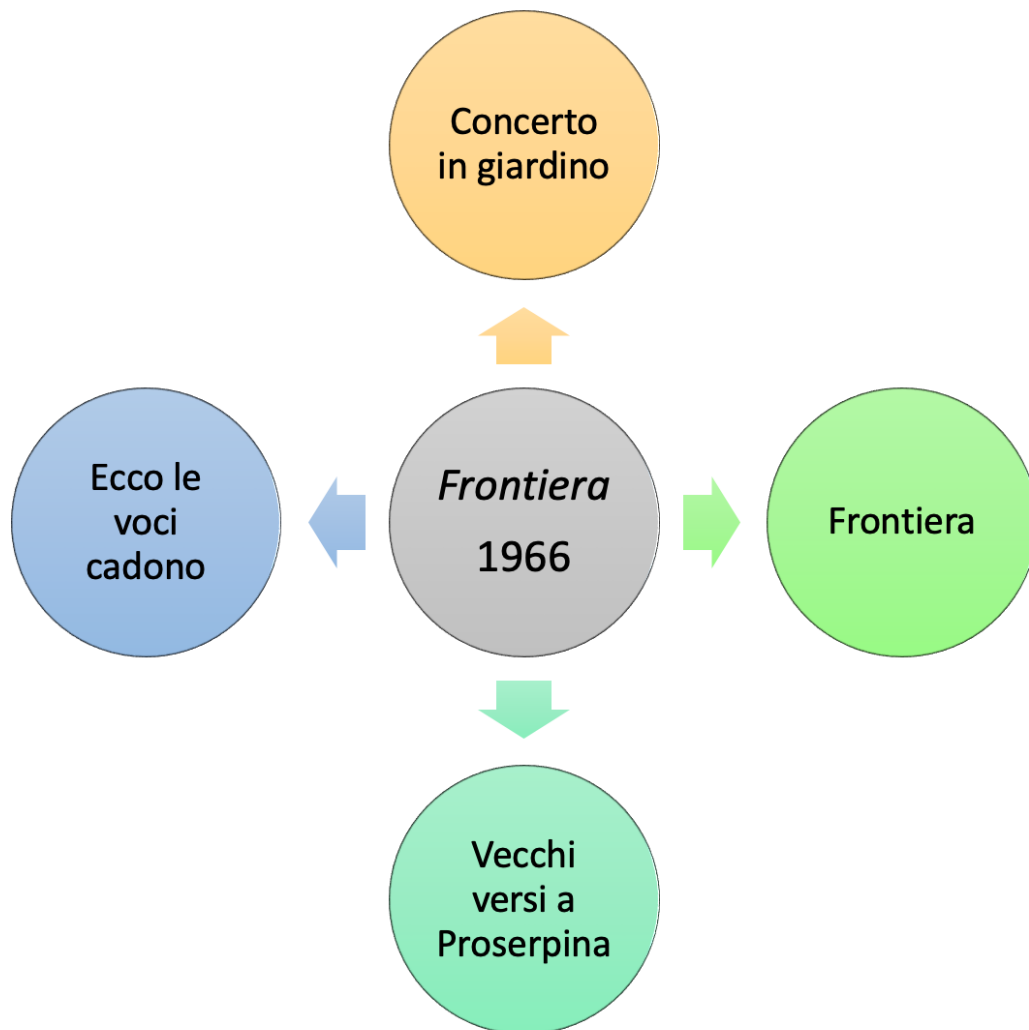 Concerto
in giardino
Ecco le
voci
cadono
Frontiera
1966
Frontiera
Vecchi
versi a
Proserpina